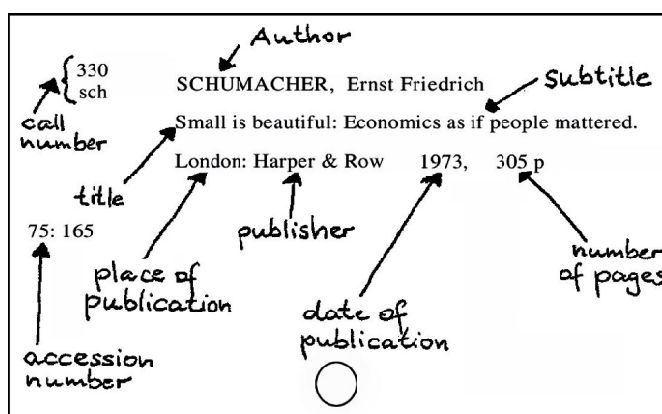 Author
330
sch
SCHUMACHER, Ernst Friedrich
subtitle
call
number
Small is beautiful: Economics as if people mattered.
title
London: Harper & Row 1973, 305 p
75: 165
publisher
number
of pages
place of
publication
date of
publication
accession
number